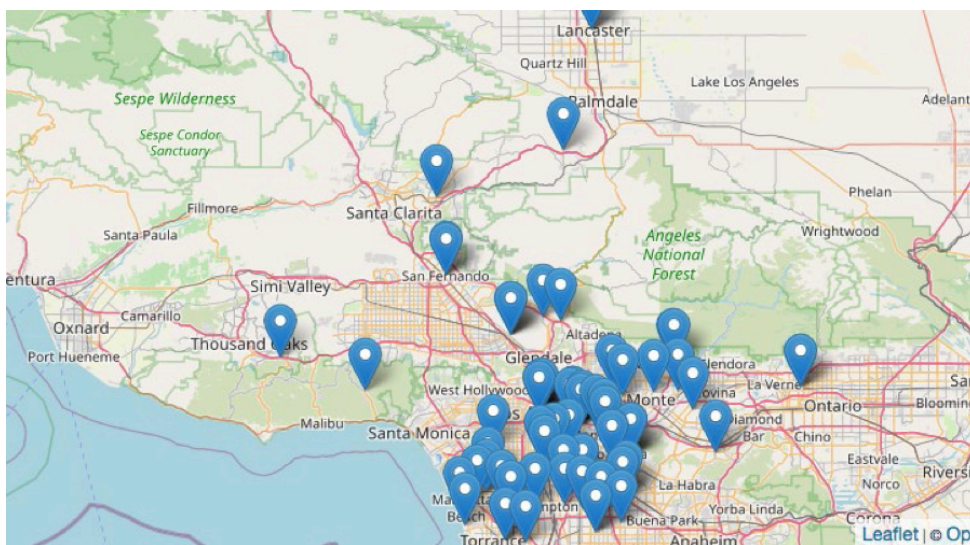 Lancaster
Quartz Hill
Lake Los Angeles
Palmdale
Adelant
Sespe Wilderness
Sespe Condor
Sanctuary
Phelan
Santa Clarita
Fillmore
Wrightwood
Santa Paula
Angeles
National
Forest
San Fernando
Simi Valley
Camarillo
Oxnard
Thousand Oaks
Port Hueneme
Altadena
Glendale
Glendora
West Hollywood
La Verne
Monte
Ontario
Malibu
Santa Monica
Diamond
Bar
Chino
Eastvale
La Habra
Norco
Yorba Linda
Buena Park
Corona
Torrance
Anaheim
Beach
Leaflet | © Op